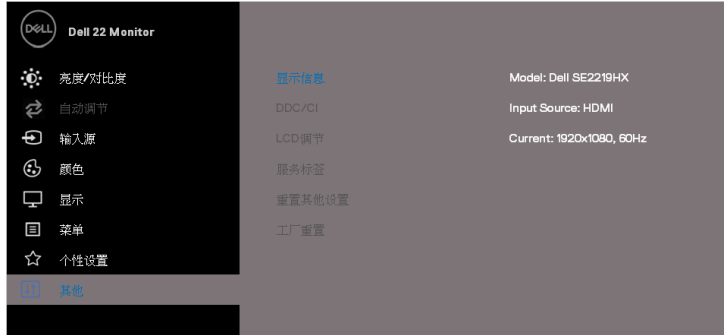 DELL
Dell 22 Monitor
亮度/对比度
自动调节
输入源
颜色
显示
菜单
个性设置
其他
显示信息
DDC/CI
LCD调节
服务标签
重置其他设置
工厂重置
Model: Dell SE2219HX
Input Source: HDMI
Current: 1920x1080, 60Hz